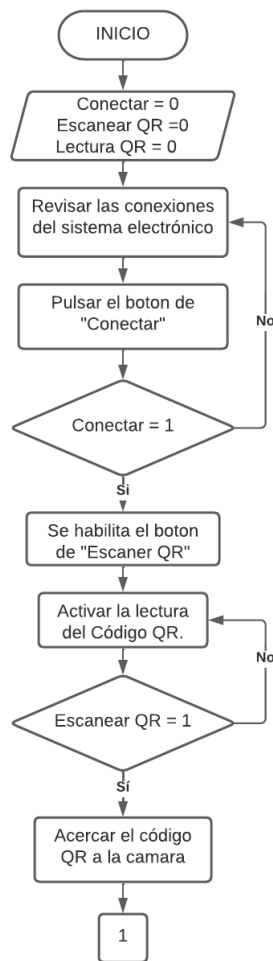 INICIO
Conectar = 0
Escanear QR =0
Lectura QR = 0
Revisar las conexiones
del sistema electrónico
Pulsar el boton de
"Conectar"
No
Conectar = 1
Si
Se habilita el boton
de "Escaner QR"
Activar la lectura
del Código QR.
No
Escanear QR = 1
Sí
Acercar el código
QR a la camara
1